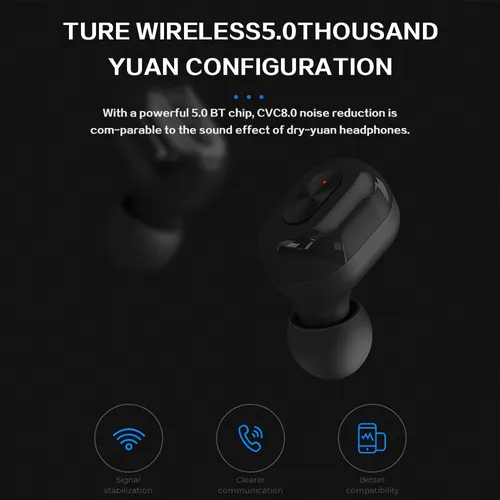 TURE WIRELESS5.0THOUSAND
YUAN CONFIGURATION
With a powerful 5.0 BT chip, CVC8.0 noise reduction is
com-parable to the sound effect of dry-yuan headphones.
Signal
stabilization
Clearer
communication
Better
compatibility